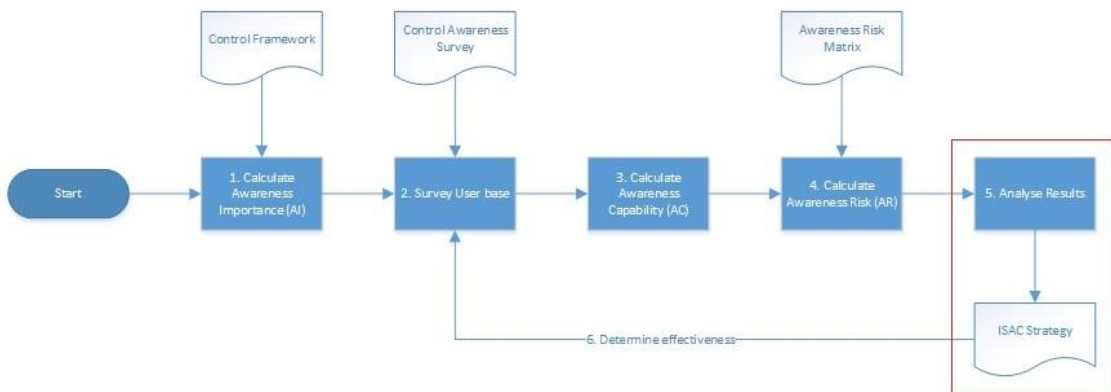 Control Framework
Control Awareness
Survey
Awareness Risk
Matrix
Start
1. Calculate
Awareness
Importance (AI)
2. Survey User base
3. Calculate
Awareness
Capability (AC)
4. Calculate
Awareness Risk (AR)
5. Analyse Results
6. Determine effectiveness
ISAC Strategy